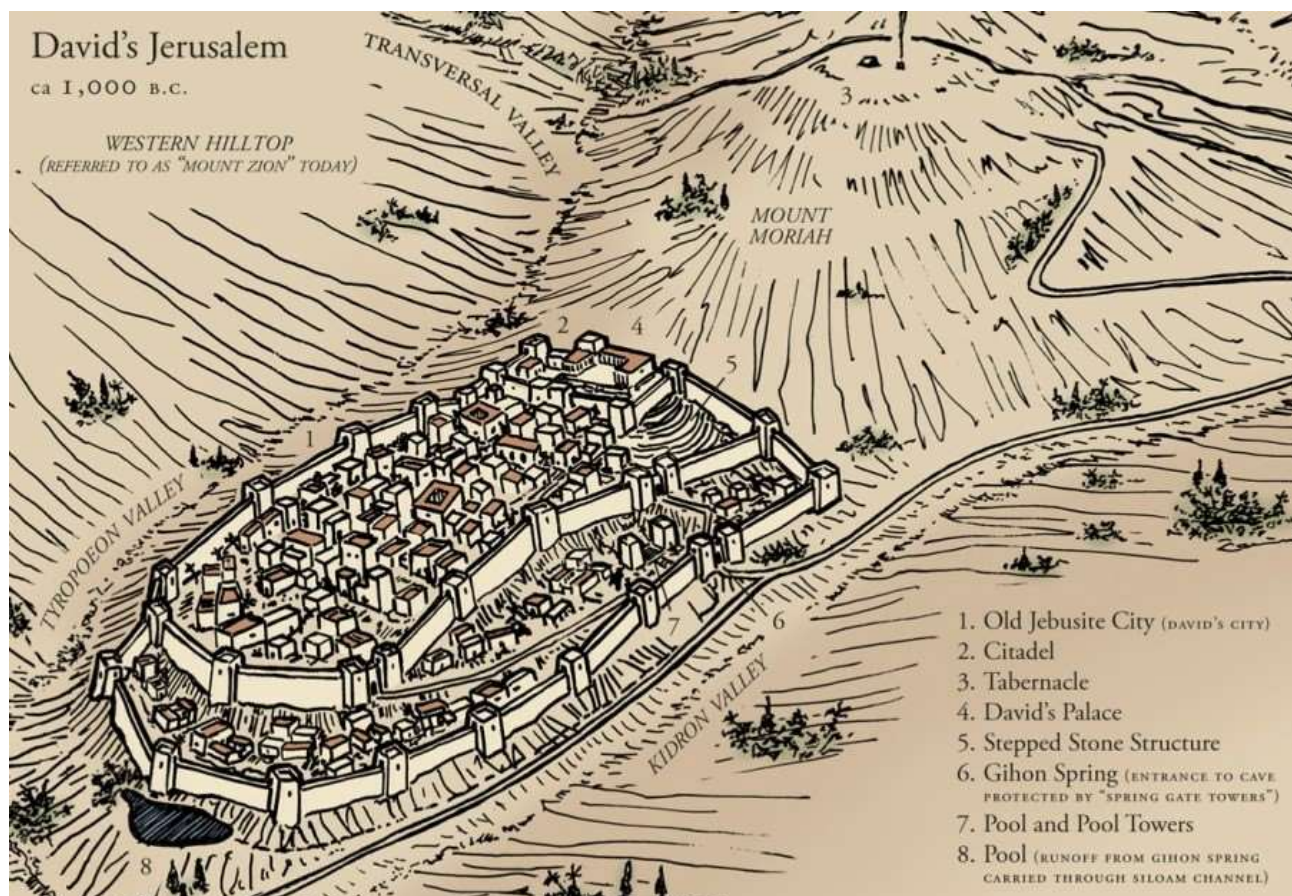 David's Jerusalem
ca 1,000 B.C.
WESTERN HILLTOP
(REFERRED TO AS "MOUNT ZION" TODAY)
TRANSVERSAL VALLEY
3
MOUNT
MORIAH
2
4
5
1
TYROPOEON VALLEY
7
6
KIDRON VALLEY
8
1. Old Jebusite City (DAVID'S CITY)
2. Citadel
3. Tabernacle
4. David's Palace
5. Stepped Stone Structure
6. Gihon Spring (ENTRANCE TO CAVE
PROTECTED BY "SPRING GATE TOWERS")
7. Pool and Pool Towers
8. Pool (RUNOFF FROM GIHON SPRING
CARRIED THROUGH SILOAM CHANNEL)